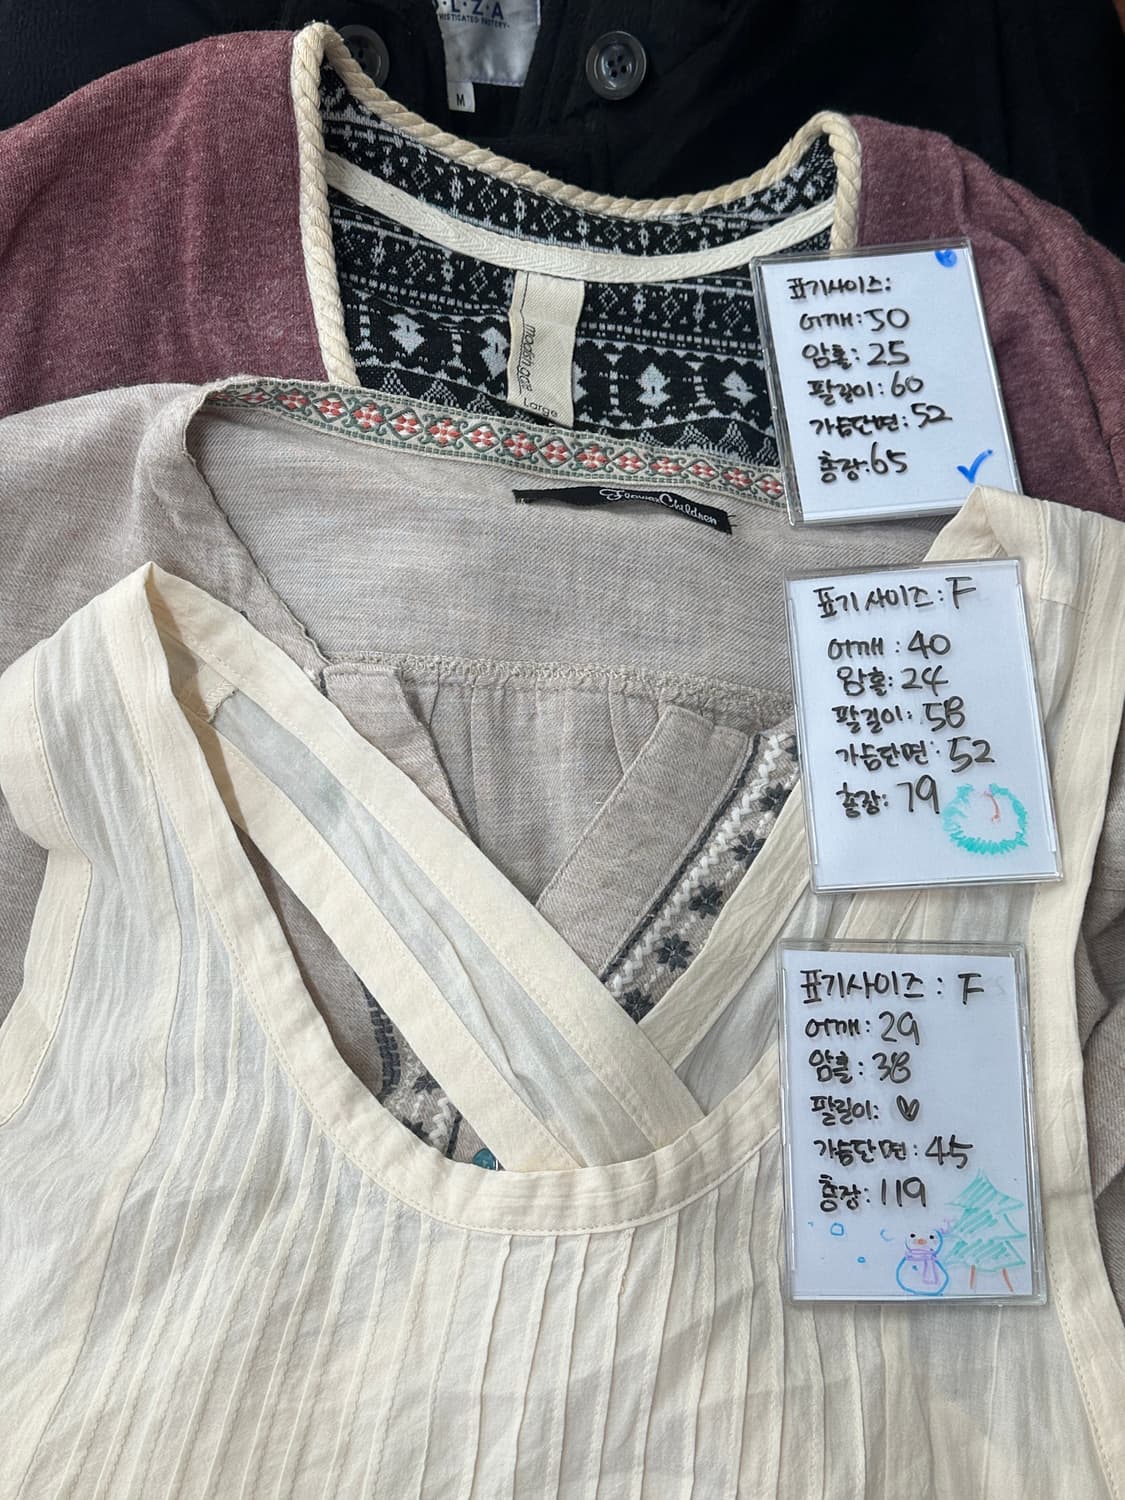 O.L.Z.A
M
Large
표기사이즈:
어깨: 50
암홀: 25
팔길이: 60
가슴단면: 52
총장: 65
Flower Children
표기사이즈: F
어깨: 40
암홀: 24
팔길이: 58
가슴단면: 52
총장: 79
표기사이즈: F
어깨: 29
암홀: 38
팔길이: ♡
가슴단면: 45
총장: 119